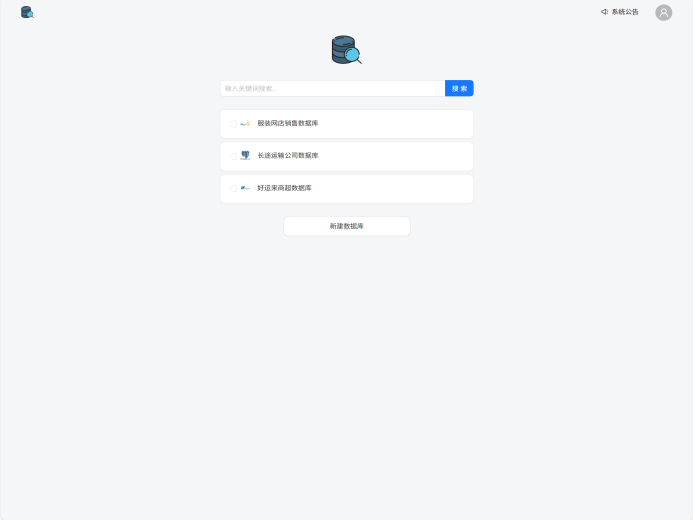 系统公告
输入关键词搜索...
搜 索
服装网店销售数据库
长途运输公司数据库
好运来商超数据库
新建数据库